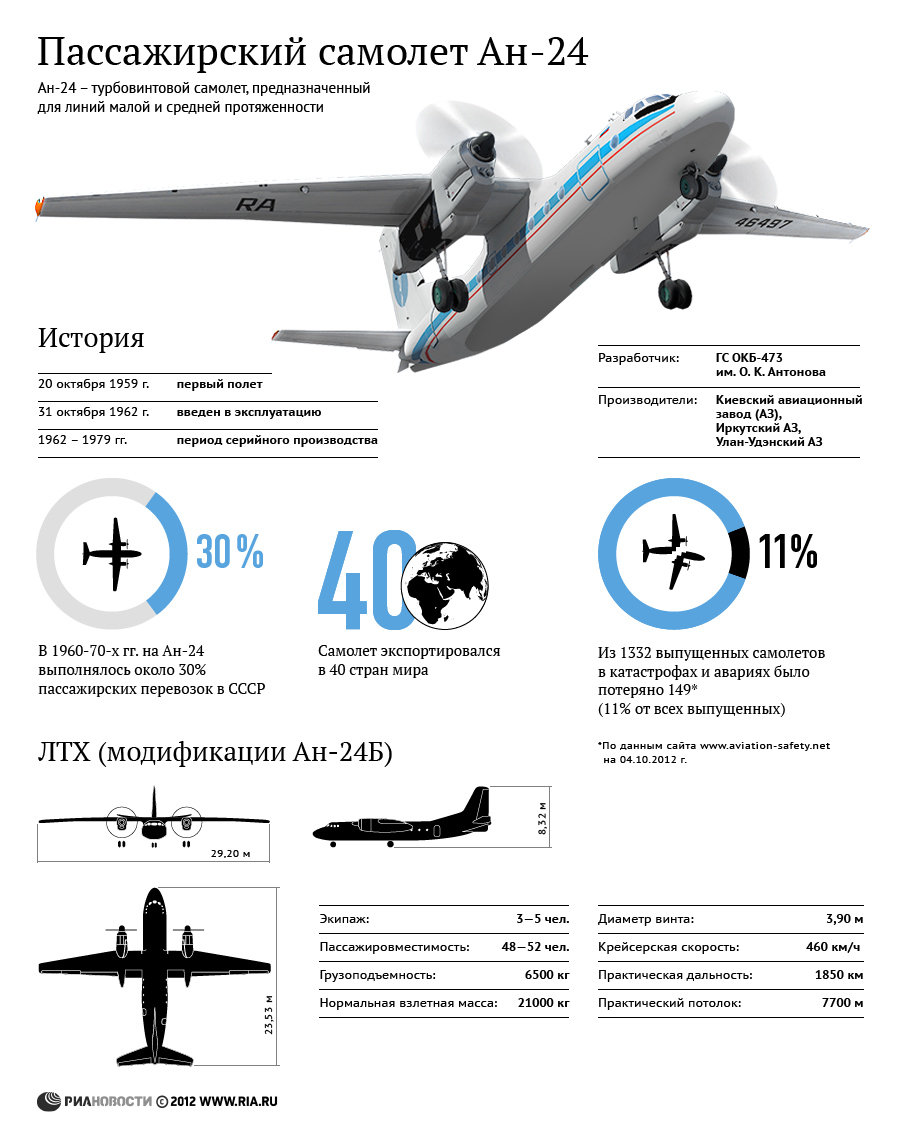 Пассажирский самолет Ан-24
Ан-24 – турбовинтовой самолет, предназначенный
для линий малой и средней протяженности
RA
46497
История
20 октября 1959 г. первый полет
31 октября 1962 г. введен в эксплуатацию
1962 – 1979 гг. период серийного производства
Разработчик: ГС ОКБ-473
им. О. К. Антонова
Производители: Киевский авиационный
завод (АЗ),
Иркутский АЗ,
Улан-Удэнский АЗ
30%
В 1960-70-х гг. на Ан-24
выполнялось около 30%
пассажирских перевозок в СССР
40
Самолет экспортировался
в 40 стран мира
11%
Из 1332 выпущенных самолетов
в катастрофах и авариях было
потеряно 149*
(11% от всех выпущенных)
*По данным сайта www.aviation-safety.net
на 04.10.2012 г.
ЛТХ (модификации Ан-24Б)
29,20 м
8,32 м
23,53 м
Экипаж: 3—5 чел.
Пассажировместимость: 48—52 чел.
Грузоподъемность: 6500 кг
Нормальная взлетная масса: 21000 кг
Диаметр винта: 3,90 м
Крейсерская скорость: 460 км/ч
Практическая дальность: 1850 км
Практический потолок: 7700 м
РИАНОВОСТИ © 2012 WWW.RIA.RU